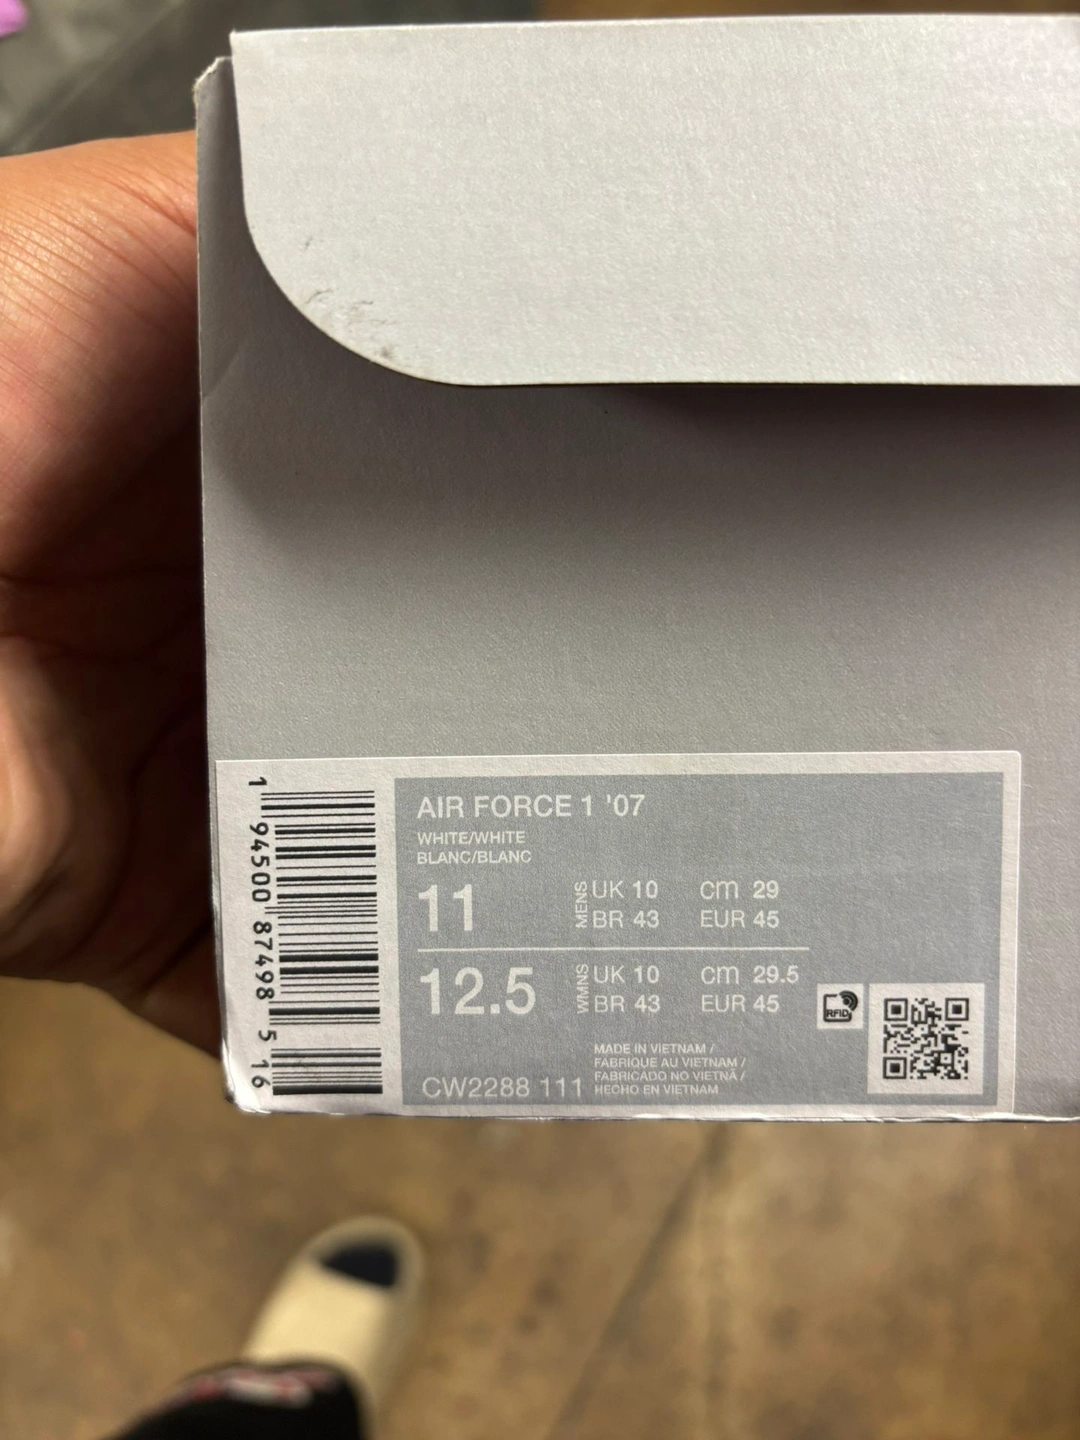 1 94500 87498 5 16
AIR FORCE 1 '07
WHITE/WHITE
BLANC/BLANC
11 MENS UK 10 cm 29
BR 43 EUR 45
12.5 WMNS UK 10 cm 29.5
BR 43 EUR 45
RFID
MADE IN VIETNAM /
FABRIQUE AU VIETNAM /
FABRICADO NO VIETNÃ /
HECHO EN VIETNAM
CW2288 111